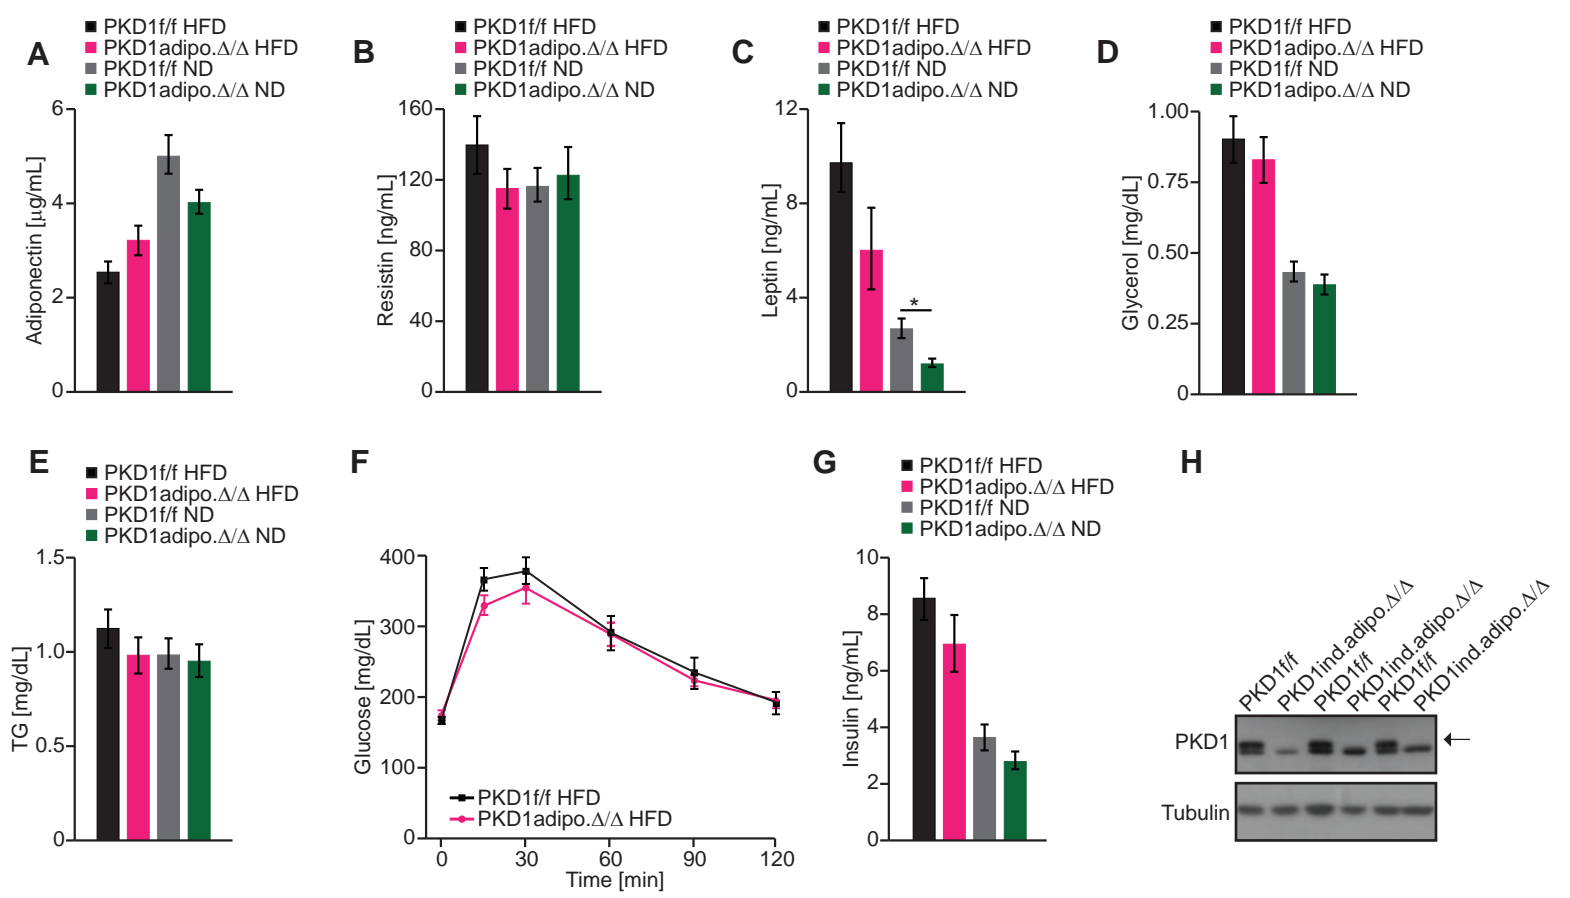 A
PKD1f/f HFD
PKD1adipo.Δ/Δ HFD
PKD1f/f ND
PKD1adipo.Δ/Δ ND
Adiponectin [µg/mL]
6
4
2
0
B
PKD1f/f HFD
PKD1adipo.Δ/Δ HFD
PKD1f/f ND
PKD1adipo.Δ/Δ ND
Resistin [ng/mL]
160
120
80
40
0
C
PKD1f/f HFD
PKD1adipo.Δ/Δ HFD
PKD1f/f ND
PKD1adipo.Δ/Δ ND
Leptin [ng/mL]
12
8
4
0
*
D
PKD1f/f HFD
PKD1adipo.Δ/Δ HFD
PKD1f/f ND
PKD1adipo.Δ/Δ ND
Glycerol [mg/dL]
1.00
0.75
0.50
0.25
0
E
PKD1f/f HFD
PKD1adipo.Δ/Δ HFD
PKD1f/f ND
PKD1adipo.Δ/Δ ND
TG [mg/dL]
1.5
1.0
0.5
0
F
Glucose [mg/dL]
400
300
200
100
0
PKD1f/f HFD
PKD1adipo.Δ/Δ HFD
0 30 60 90 120
Time [min]
G
PKD1f/f HFD
PKD1adipo.Δ/Δ HFD
PKD1f/f ND
PKD1adipo.Δ/Δ ND
Insulin [ng/mL]
10
8
6
4
2
0
H
PKD1f/f
PKD1ind.adipo.Δ/Δ
PKD1f/f
PKD1ind.adipo.Δ/Δ
PKD1f/f
PKD1ind.adipo.Δ/Δ
PKD1
Tubulin